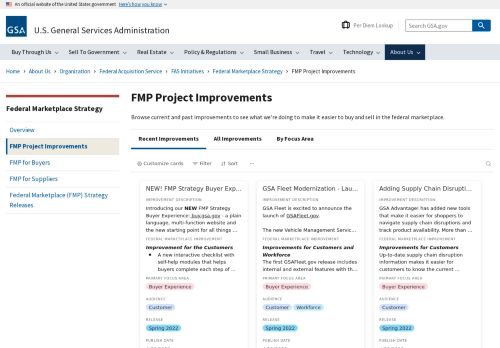 An official website of the United States government Here's how you know
GSA
U.S. General Services Administration
Per Diem Lookup
Search GSA.gov
Buy Through Us
Sell To Government
Real Estate
Policy & Regulations
Small Business
Travel
Technology
About Us
Home › About Us › Organization › Federal Acquisition Service › FAS Initiatives › Federal Marketplace Strategy › FMP Project Improvements
Federal Marketplace Strategy
Overview
FMP Project Improvements
FMP for Buyers
FMP for Suppliers
Federal Marketplace (FMP) Strategy
Releases
FMP Project Improvements
Browse current and past improvements to see what we're doing to make it easier to buy and sell in the federal marketplace.
Recent Improvements
All Improvements
By Focus Area
Customize cards
Filter
Sort
...
NEW! FMP Strategy Buyer Exp...
IMPROVEMENT DESCRIPTION
Introducing our NEW FMP Strategy
Buyer Experience: buy.gsa.gov - a plain
language, multi-function website and
the new starting point for all things ...
FEDERAL MARKETPLACE IMPROVEMENT
Improvement for the Customers
• A new interactive checklist with
self-help modules that helps
buyers complete each step of ...
PRIMARY FOCUS AREA
Buyer Experience
AUDIENCE
Customer
RELEASE
Spring 2022
PUBLISH DATE
GSA Fleet Modernization - Lau...
IMPROVEMENT DESCRIPTION
GSA Fleet is excited to announce the
launch of GSAFleet.gov.
The new Vehicle Management Servic...
FEDERAL MARKETPLACE IMPROVEMENT
Improvements for Customers and
Workforce
The first GSAFleet.gov release includes
internal and external features with th...
PRIMARY FOCUS AREA
Buyer Experience
AUDIENCE
Customer
Workforce
RELEASE
Spring 2022
PUBLISH DATE
Adding Supply Chain Disrupti...
IMPROVEMENT DESCRIPTION
GSA Advantage! has added new tools
that make it easier for shoppers to
navigate supply chain disruptions and
track product availability. More than ...
FEDERAL MARKETPLACE IMPROVEMENT
Improvements for Customers
Up-to-date supply chain disruption
information makes it easier for
customers to know the current ...
PRIMARY FOCUS AREA
Buyer Experience
AUDIENCE
Customer
RELEASE
Spring 2022
PUBLISH DATE